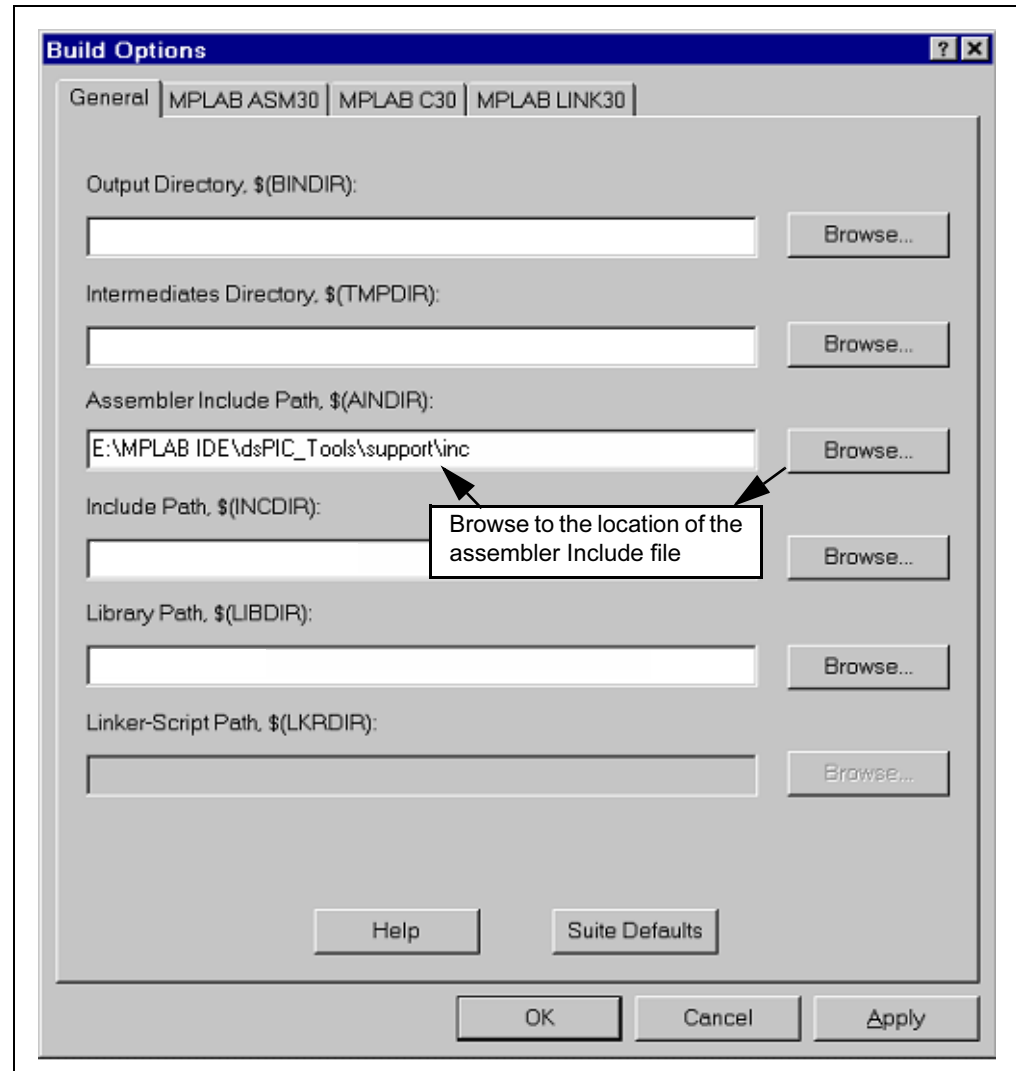 Build Options
General MPLAB ASM30 MPLAB C30 MPLAB LINK30
Output Directory, $(BINDIR):
Browse...
Intermediates Directory, $(TMPDIR):
Browse...
Assembler Include Path, $(AINDIR):
E:\MPLAB IDE\dsPIC_Tools\support\inc
Browse...
Browse to the location of the
assembler Include file
Include Path, $(INCDIR):
Browse...
Library Path, $(LIBDIR):
Browse...
Linker-Script Path, $(LKRDIR):
Browse...
Help Suite Defaults
OK Cancel Apply